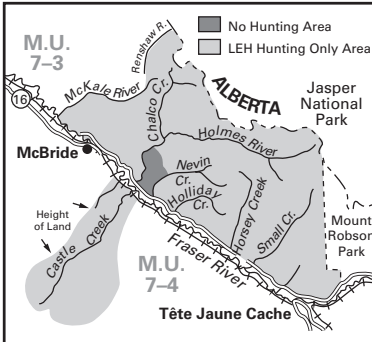 No Hunting Area
LEH Hunting Only Area
M.U.
7–3
Renshaw R.
McKale River
Chalco Cr.
ALBERTA
Jasper
National
Park
16
McBride
Holmes River
Nevin
Cr.
Holliday
Cr.
Horsey Creek
Small Cr.
Mount
Robson
Park
Height
of Land
Castle
Creek
M.U.
7–4
Fraser River
Tête Jaune Cache